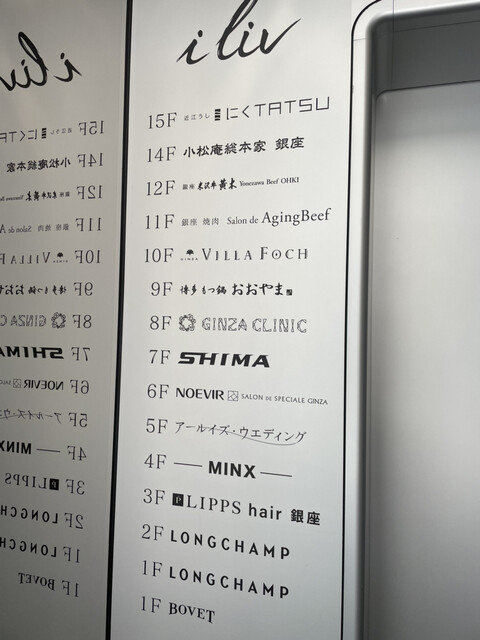 i liv
15F 近江うし にくTATSU
14F 小松庵総本家 銀座
12F 銀座 米沢牛黄木 Yonezawa Beef OHKI
11F 銀座 焼肉 Salon de AgingBeef
10F GINZA VILLA FOCH
9F 博多もつ鍋 おおやま
8F GINZA CLINIC
7F SHIMA
6F NOEVIR SALON DE SPECIALE GINZA
5F アールイズ・ウエディング
4F MINX
3F LIPPS hair 銀座
2F LONGCHAMP
1F LONGCHAMP
1F BOVET